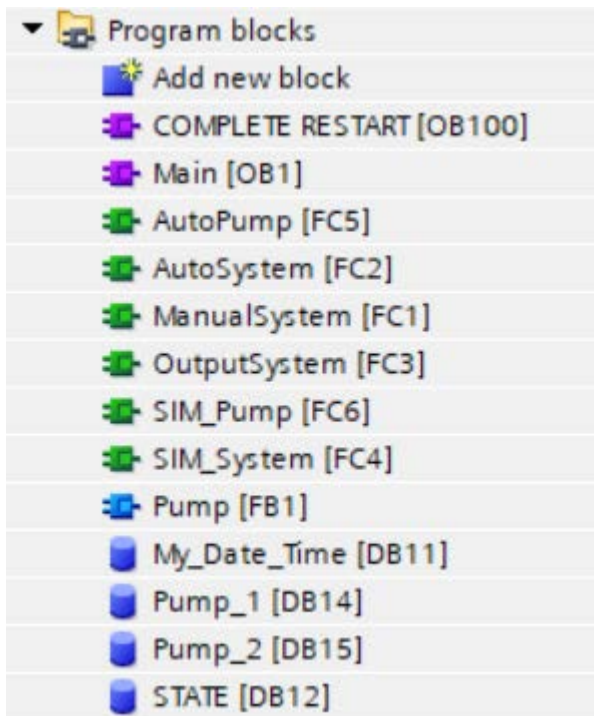 Program blocks
Add new block
COMPLETE RESTART [OB100]
Main [OB1]
AutoPump [FC5]
AutoSystem [FC2]
ManualSystem [FC1]
OutputSystem [FC3]
SIM_Pump [FC6]
SIM_System [FC4]
Pump [FB1]
My_Date_Time [DB11]
Pump_1 [DB14]
Pump_2 [DB15]
STATE [DB12]